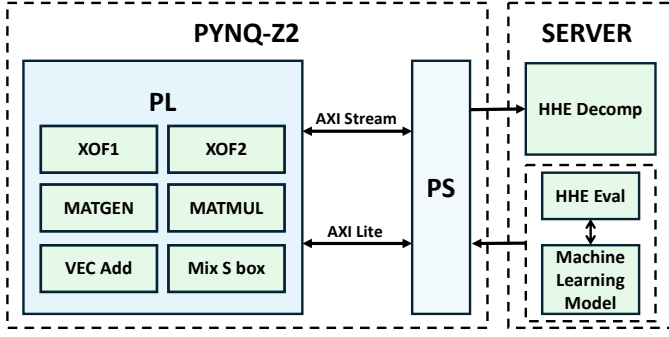 PYNQ-Z2
SERVER
PL
XOF1
XOF2
MATGEN
MATMUL
VEC Add
Mix S box
AXI Stream
AXI Lite
PS
HHE Decomp
HHE Eval
Machine
Learning
Model